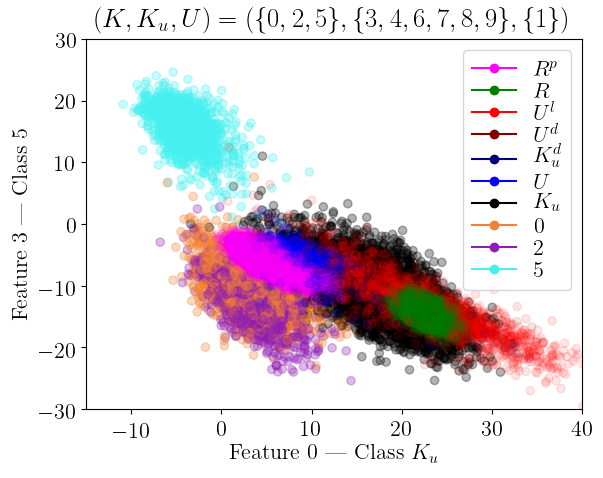 (K, K_u, U) = ({0, 2, 5}, {3, 4, 6, 7, 8, 9}, {1})
30
20
10
0
−10
−20
−30
Feature 3 — Class 5
R^p
R
U^l
U^d
K_u^d
U
K_u
0
2
5
−10
0
10
20
30
40
Feature 0 — Class K_u